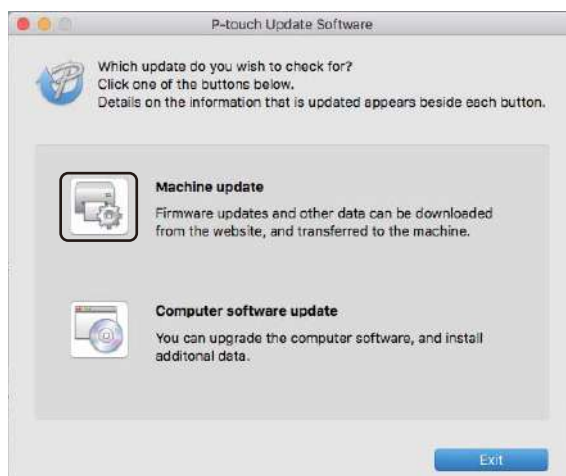 P-touch Update Software
Which update do you wish to check for?
Click one of the buttons below.
Details on the information that is updated appears beside each button.
Machine update
Firmware updates and other data can be downloaded
from the website, and transferred to the machine.
Computer software update
You can upgrade the computer software, and install
additonal data.
Exit